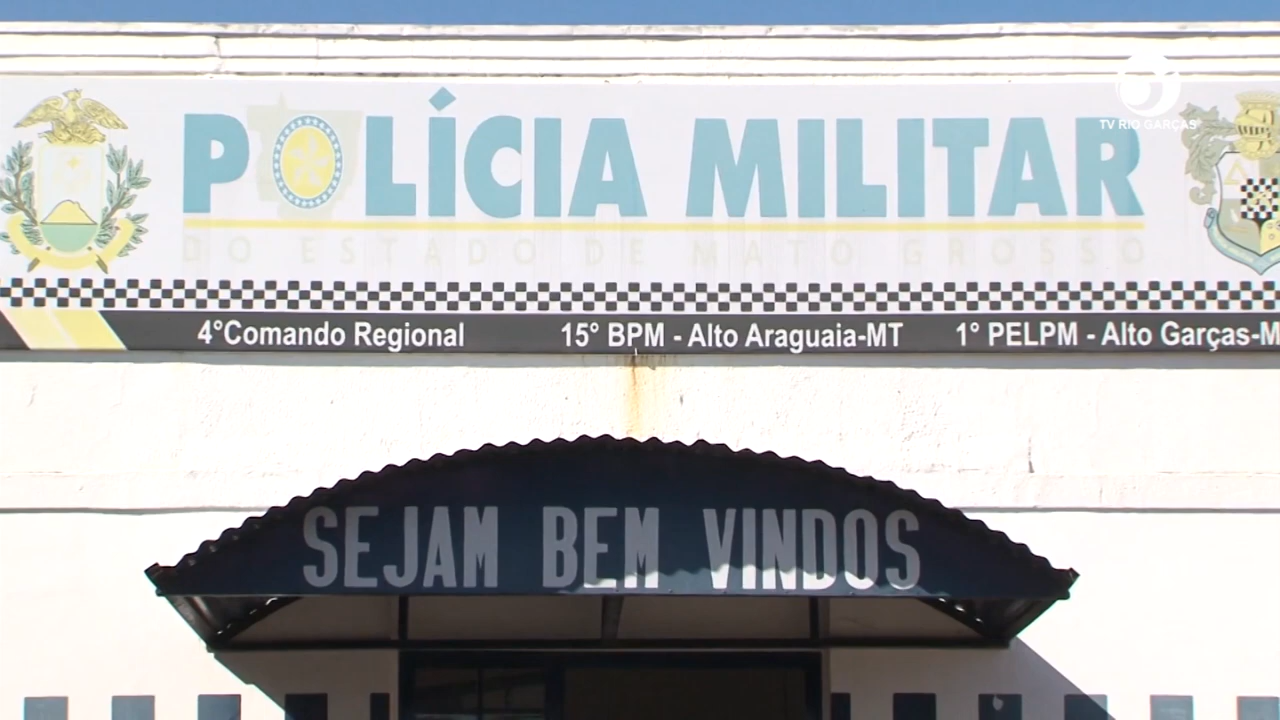 POLÍCIA MILITAR
TV RIO GARÇAS
DO ESTADO DE MATO GROSSO
4°Comando Regional 15° BPM - Alto Araguaia-MT 1° PELPM - Alto Garças-M
SEJAM BEM VINDOS